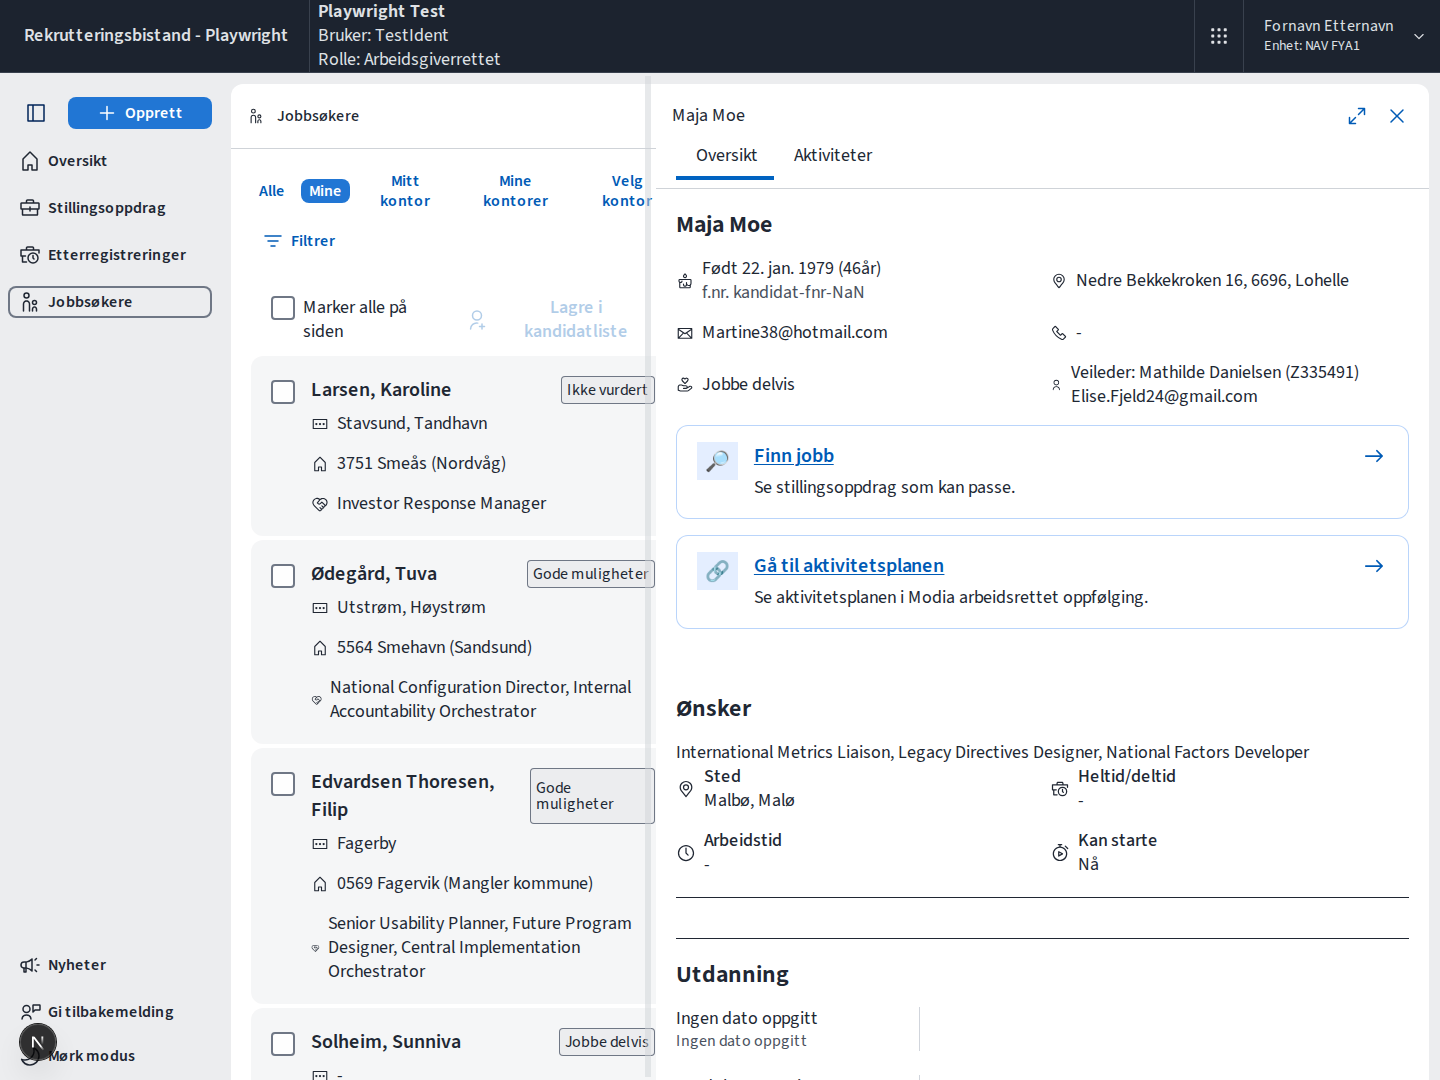 Rekrutteringsbistand - Playwright
Playwright Test
Bruker: TestIdent
Rolle: Arbeidsgiverrettet
Fornavn Etternavn
Enhet: NAV FYA1
Opprett
Oversikt
Stillingsoppdrag
Etterregistreringer
Jobbsøkere
Nyheter
Gi tilbakemelding
N
Mørk modus
Jobbsøkere
Alle
Mine
Mitt
kontor
Mine
kontorer
Velg
kontor
Filtrer
Marker alle på
siden
Lagre i
kandidatliste
Larsen, Karoline
Ikke vurdert
Stavsund, Tandhavn
3751 Smeås (Nordvåg)
Investor Response Manager
Ødegård, Tuva
Gode muligheter
Utstrøm, Høystrøm
5564 Smehavn (Sandsund)
National Configuration Director, Internal
Accountability Orchestrator
Edvardsen Thoresen,
Filip
Gode
muligheter
Fagerby
0569 Fagervik (Mangler kommune)
Senior Usability Planner, Future Program
Designer, Central Implementation
Orchestrator
Solheim, Sunniva
Jobbe delvis
-
Maja Moe
Oversikt
Aktiviteter
Maja Moe
Født 22. jan. 1979 (46år)
f.nr. kandidat-fnr-NaN
Nedre Bekkekroken 16, 6696, Lohelle
Martine38@hotmail.com
-
Jobbe delvis
Veileder: Mathilde Danielsen (Z335491)
Elise.Fjeld24@gmail.com
Finn jobb
Se stillingsoppdrag som kan passe.
Gå til aktivitetsplanen
Se aktivitetsplanen i Modia arbeidsrettet oppfølging.
Ønsker
International Metrics Liaison, Legacy Directives Designer, National Factors Developer
Sted
Malbø, Malø
Heltid/deltid
-
Arbeidstid
-
Kan starte
Nå
Utdanning
Ingen dato oppgitt
Ingen dato oppgitt